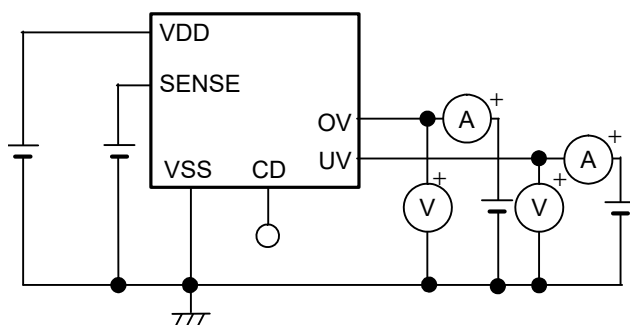 VDD
SENSE
OV
UV
VSS CD
A +
A +
V +
V +